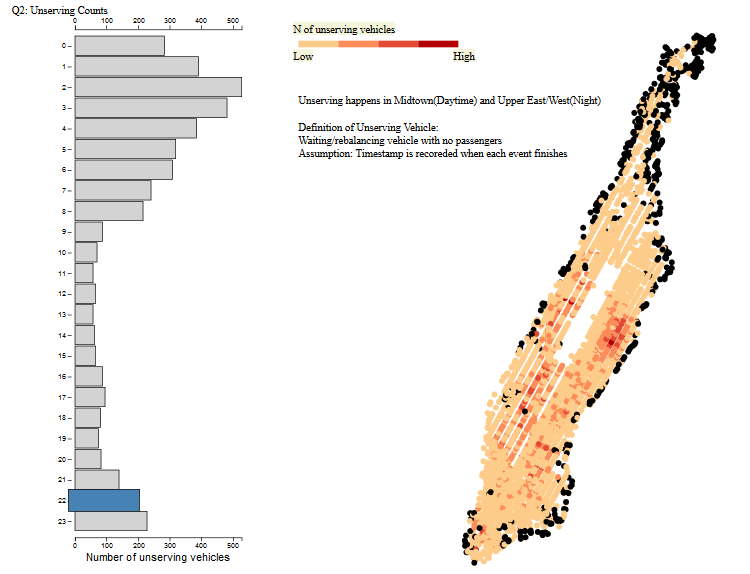 Q2: Unserving Counts
0 100 200 300 400 500
0
1
2
3
4
5
6
7
8
9
10
11
12
13
14
15
16
17
18
19
20
21
22
23
0 100 200 300 400 500
Number of unserving vehicles
N of unserving vehicles
Low High
Unserving happens in Midtown(Daytime) and Upper East/West(Night)
Definition of Unserving Vehicle:
Waiting/rebalancing vehicle with no passengers
Assumption: Timestamp is recoreded when each event finishes